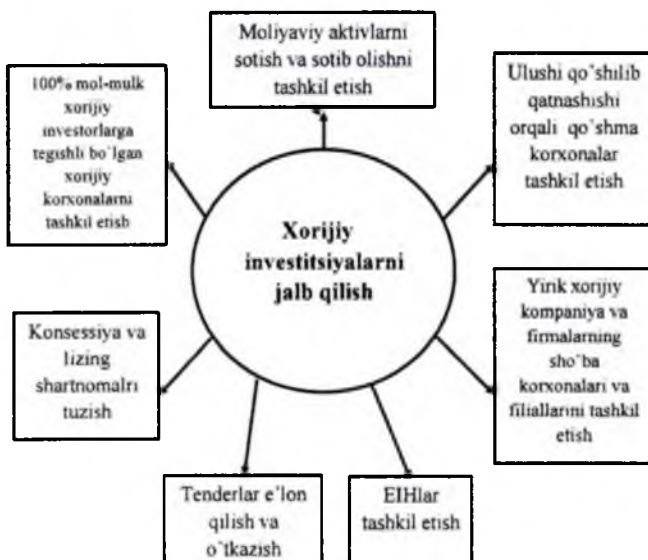 Moliyaviy aktivlarni
sotish va sotib olishni
tashkil etish
100% mol-mulk
xorijiy
investorlarga
tegishli bo`lgan
xorijiy
korxonalarni
tashkil etish
Ulushi qo`shilib
qatnashishi
orqali qo`shma
korxonalar
tashkil etish
Xorijiy
investitsiyalarni
jalb qilish
Konsessiya va
lizing
shartnomalri
tuzish
Yirik xorijiy
kompaniya va
firmalarning
sho`ba
korxonalari va
filiallarini tashkil
etish
Tenderlar e`lon
qilish va
o`tkazish
EIHlar
tashkil etish